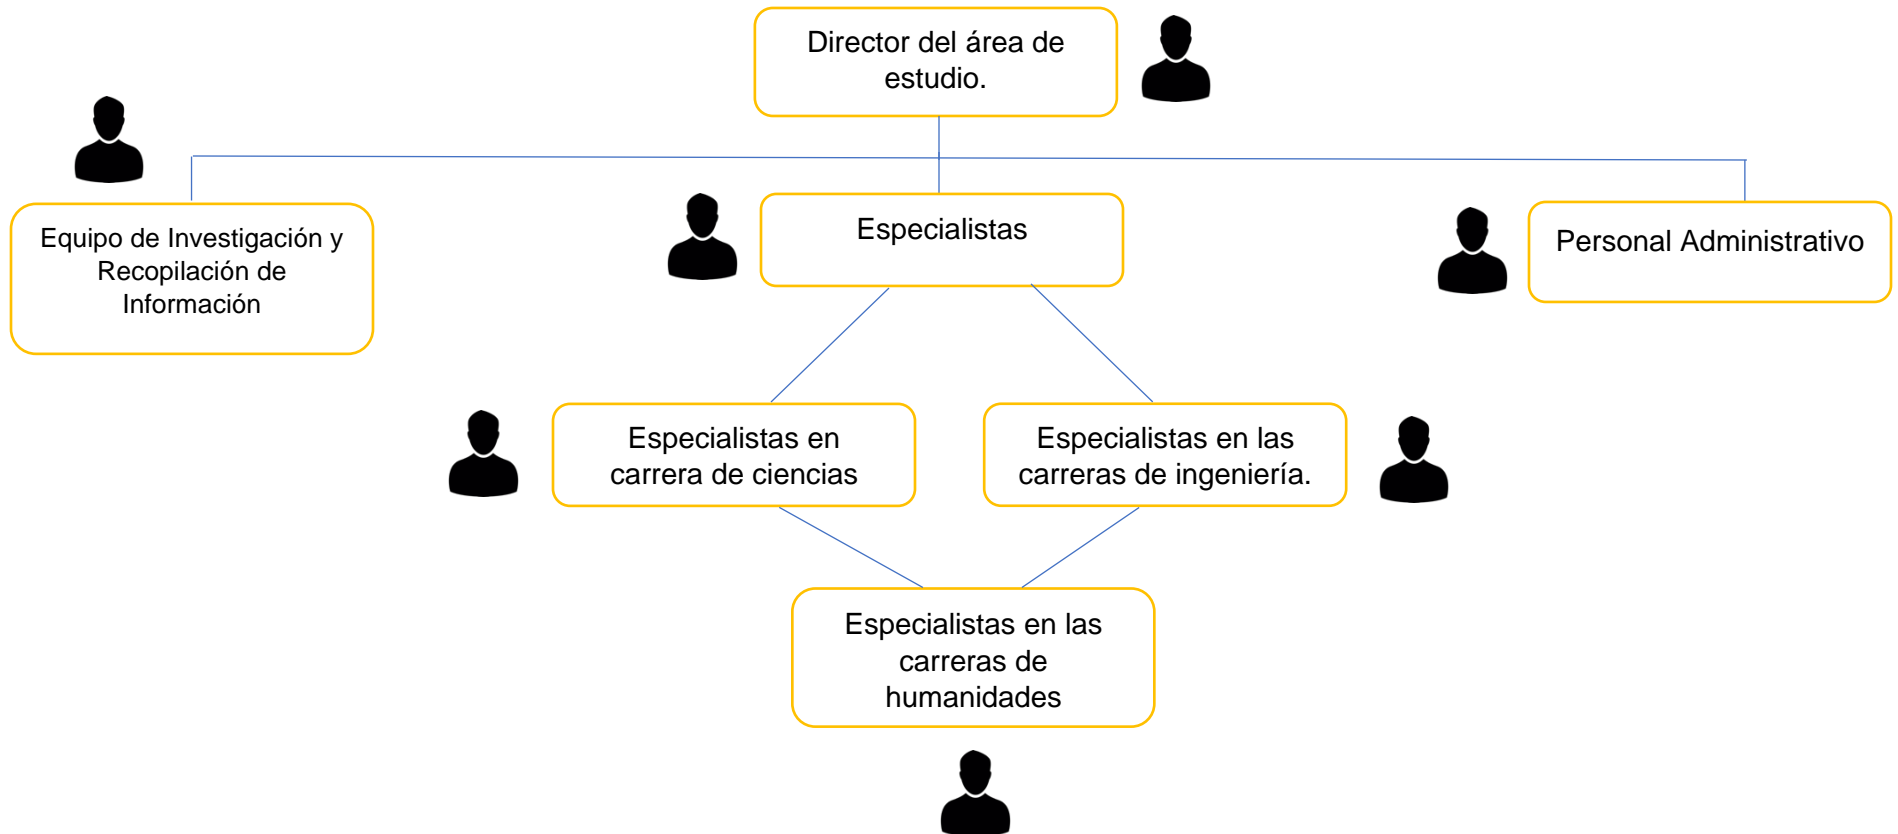 Director del área de
estudio.
Equipo de Investigación y
Recopilación de
Información
Especialistas
Personal Administrativo
Especialistas en
carrera de ciencias
Especialistas en las
carreras de ingeniería.
Especialistas en las
carreras de
humanidades